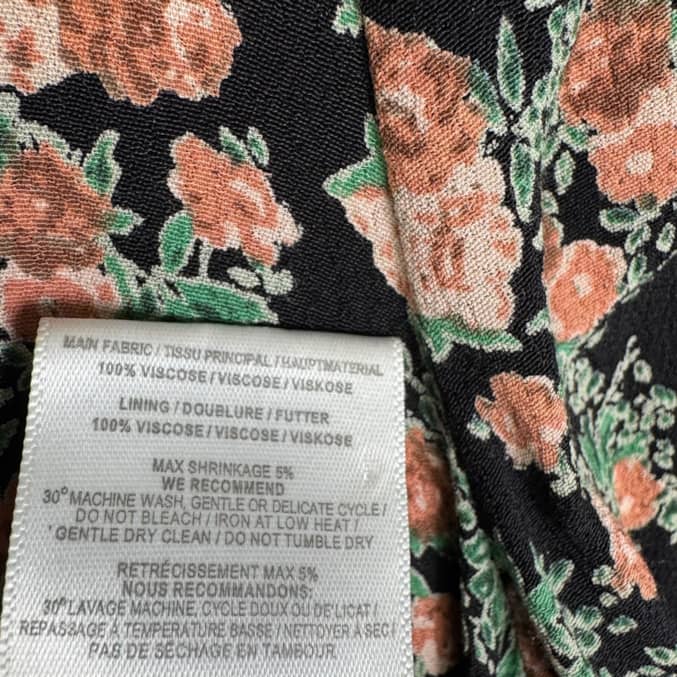 MAIN FABRIC / TISSU PRINCIPAL / HAUPTMATERIAL
100% VISCOSE / VISCOSE / VISKOSE
LINING / DOUBLURE / FUTTER
100% VISCOSE / VISCOSE / VISKOSE
MAX SHRINKAGE 5%
WE RECOMMEND
30° MACHINE WASH, GENTLE OR DELICATE CYCLE /
DO NOT BLEACH / IRON AT LOW HEAT /
GENTLE DRY CLEAN / DO NOT TUMBLE DRY
RETRÉCISSEMENT MAX 5%
NOUS RECOMMANDONS:
30° LAVAGE MACHINE, CYCLE DOUX OU DELICAT /
REPASSAGE À TEMPERATURE BASSE / NETTOYER À SEC /
PAS DE SÉCHAGE EN TAMBOUR